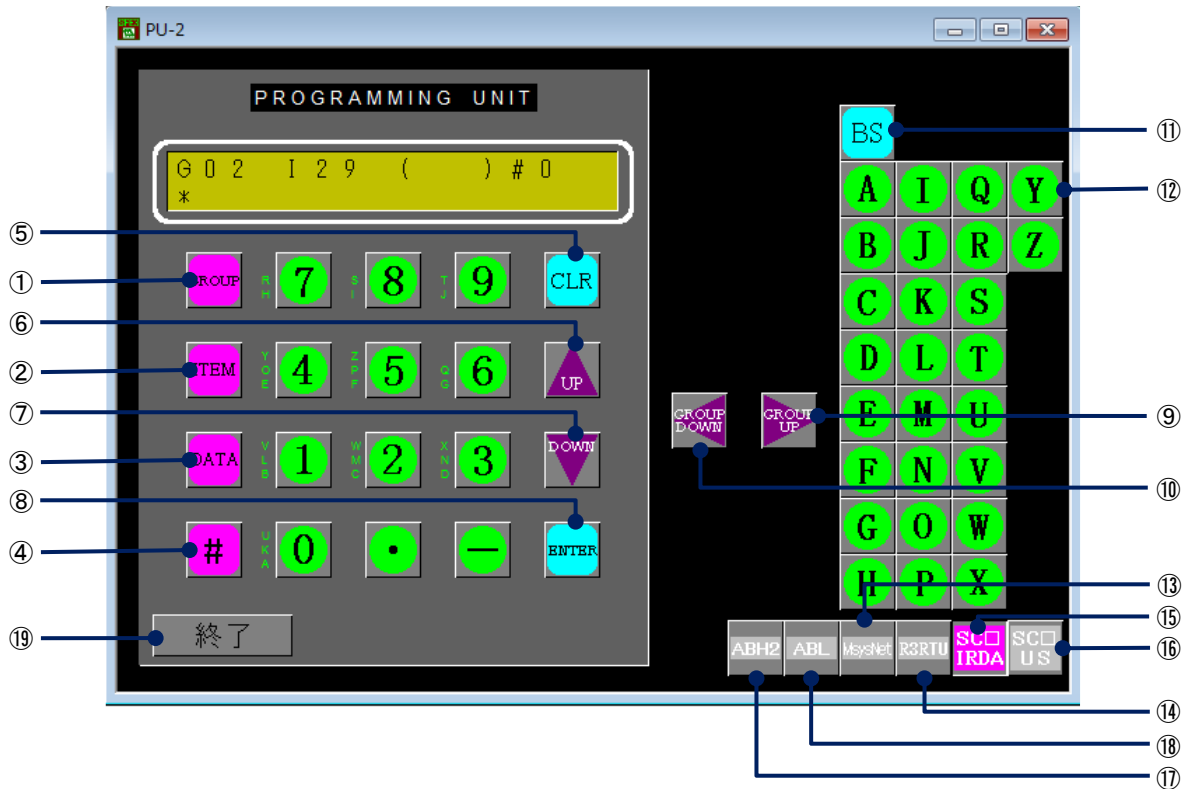 PU-2
PROGRAMMING UNIT
G02 I29 ( )#0
*
⑤
① GROUP R H 7 S I 8 T J 9 CLR
⑥
② ITEM Y O E 4 Z P F 5 Q G 6 UP
⑦
③ DATA V L B 1 W M C 2 X N D 3 DOWN
⑧
④ # U K A 0 • — ENTER
⑲ 終了
GROUP DOWN
GROUP UP
⑨
⑩
BS ⑪
A I Q Y ⑫
B J R Z
C K S
D L T
E M U
F N V
G O W
H P X
⑬
ABH2 ABL MsysNet R3RTU SC□ IRDA SC□ US
⑮
⑯
⑭
⑱
⑰